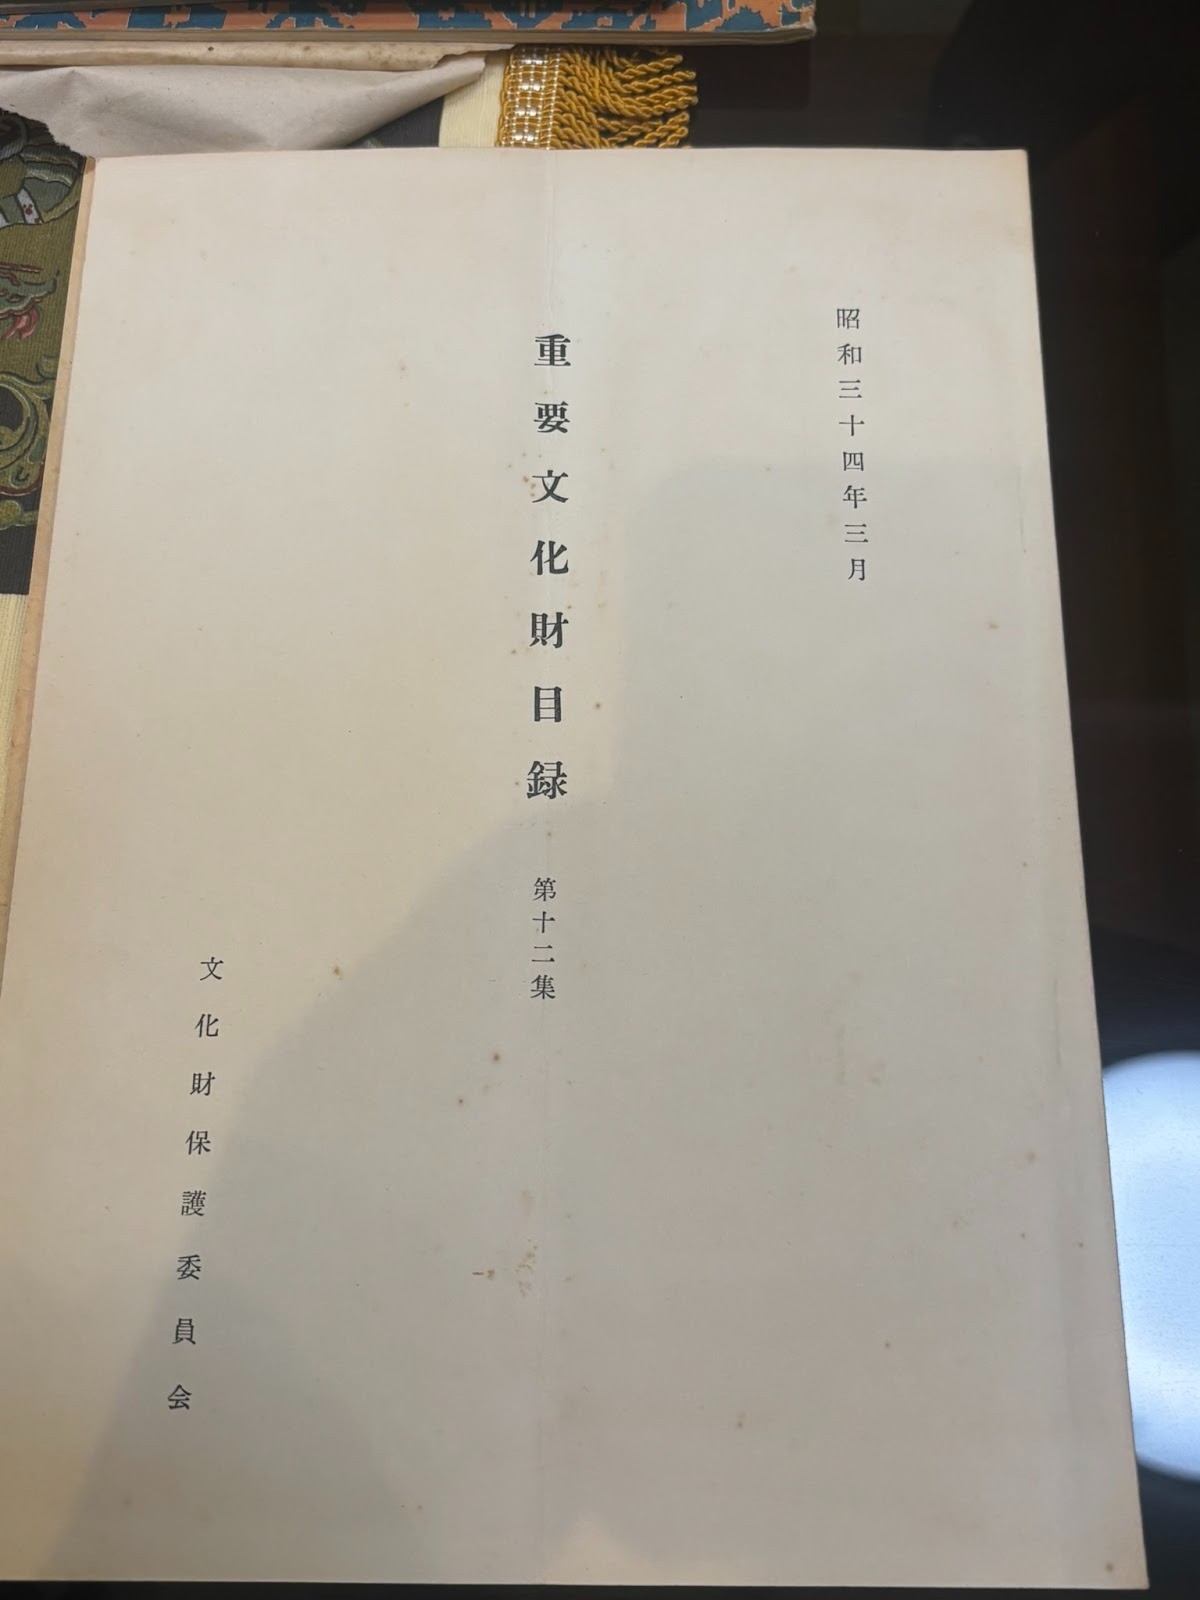 昭和三十四年三月
重要文化財目録 第十二集
文化財保護委員会